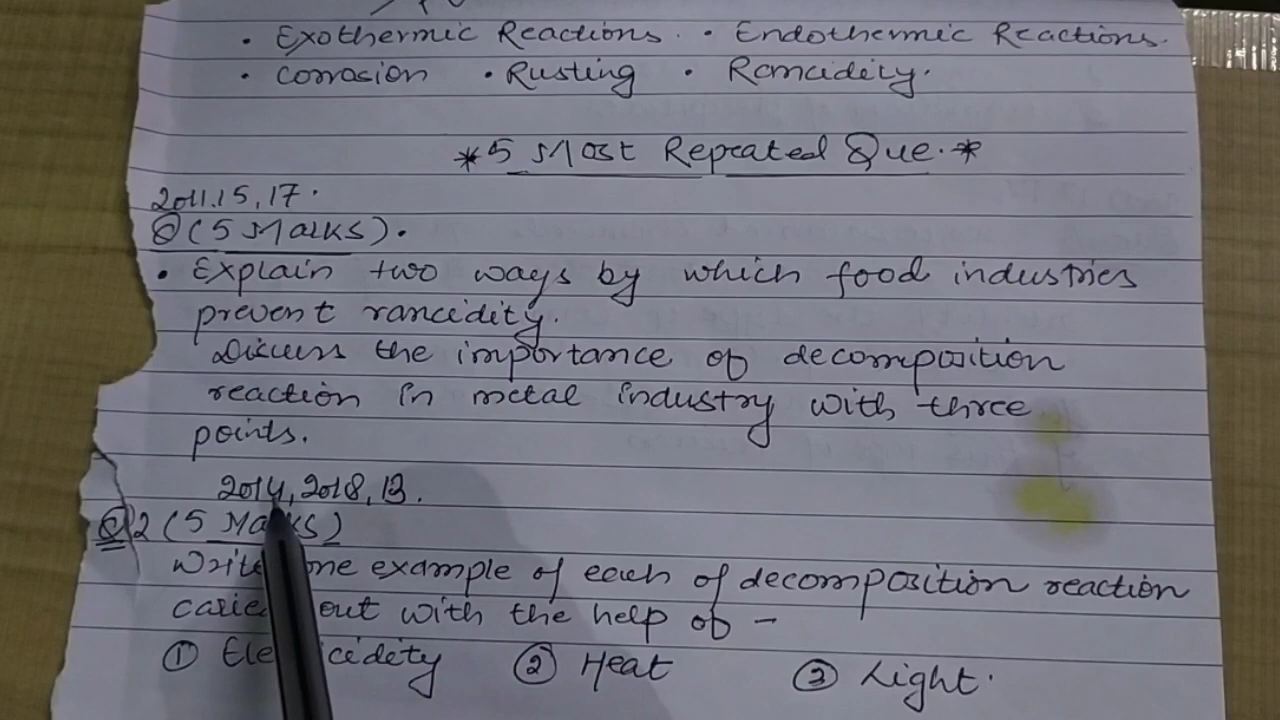 • Exothermic Reactions. • Endothermic Reactions.
• Corrosion • Rusting • Rancidity.
*5 Most Repeated Que.*
2011.15,17.
Q (5 Marks).
• Explain two ways by which food industries
prevent rancidity.
Discuss the importance of decomposition
reaction in metal industry with three
points.
2014, 2018, 13.
Q2 (5 Marks)
Write one example of each of decomposition reaction
out with the help of –
① ② Heat ③ Light.